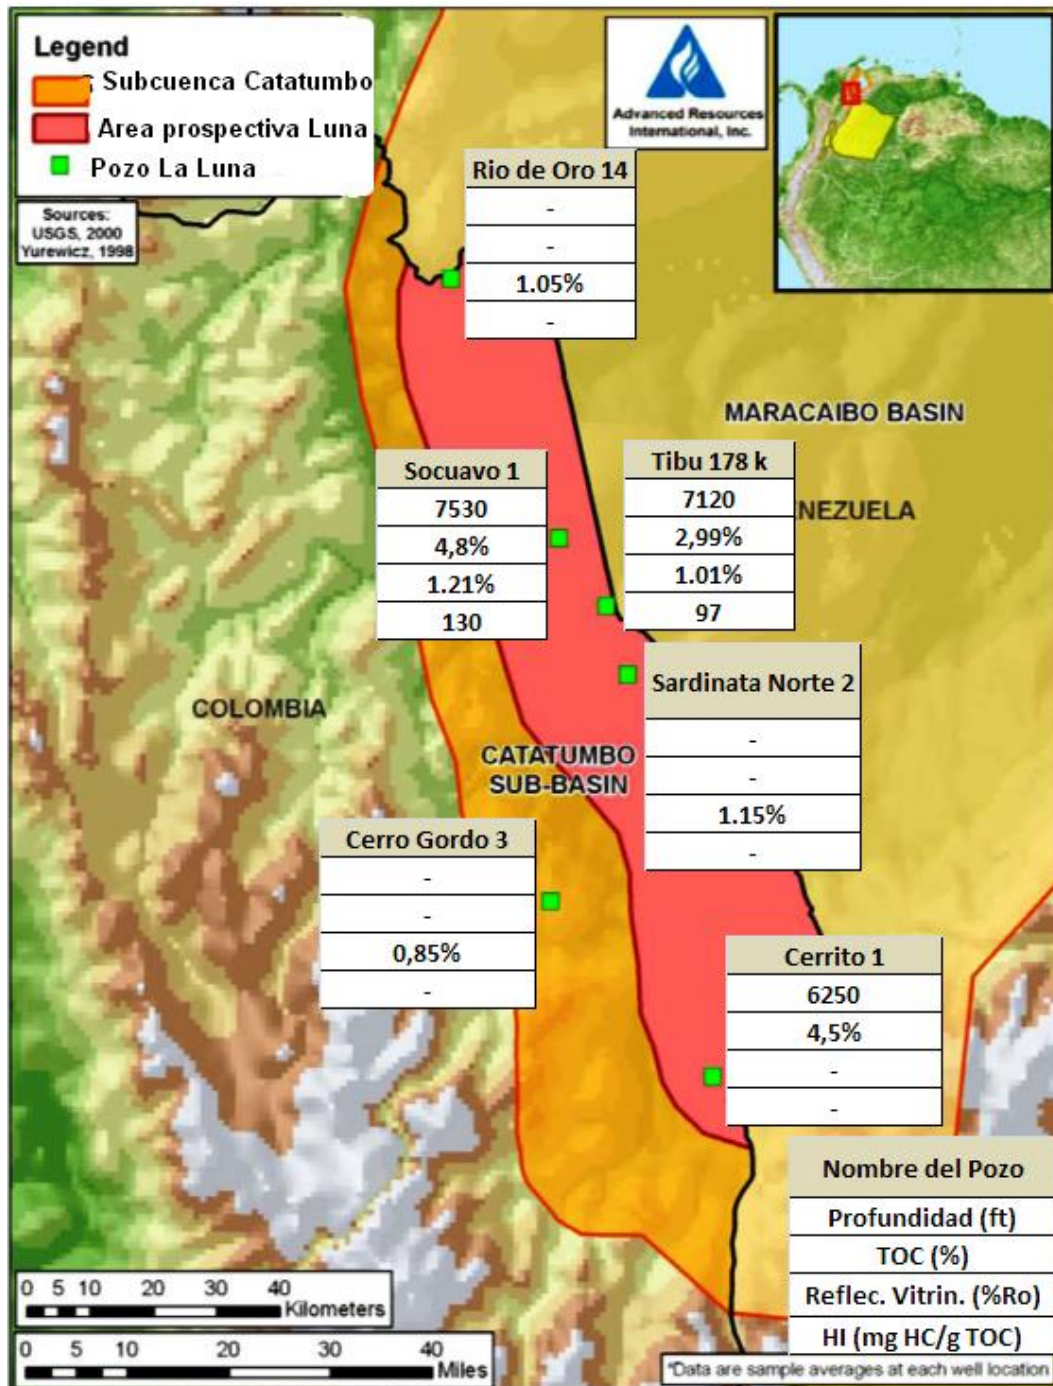 Legend
Subcuenca Catatumbo
Area prospectiva Luna
Pozo La Luna
Sources:
USGS, 2000
Yurewicz, 1998
Advanced Resources
International, Inc.
Rio de Oro 14
-
-
1.05%
-
MARACAIBO BASIN
Socuavo 1
7530
4,8%
1.21%
130
Tibu 178 k
7120
2,99%
1.01%
97
ENEZUELA
Sardinata Norte 2
-
-
1.15%
-
COLOMBIA
CATATUMBO
SUB-BASIN
Cerro Gordo 3
-
-
0,85%
-
Cerrito 1
6250
4,5%
-
-
Nombre del Pozo
Profundidad (ft)
TOC (%)
Reflec. Vitrin. (%Ro)
HI (mg HC/g TOC)
0 5 10 20 30 40
Kilometers
0 10 20 30 40
Miles
*Data are sample averages at each well location